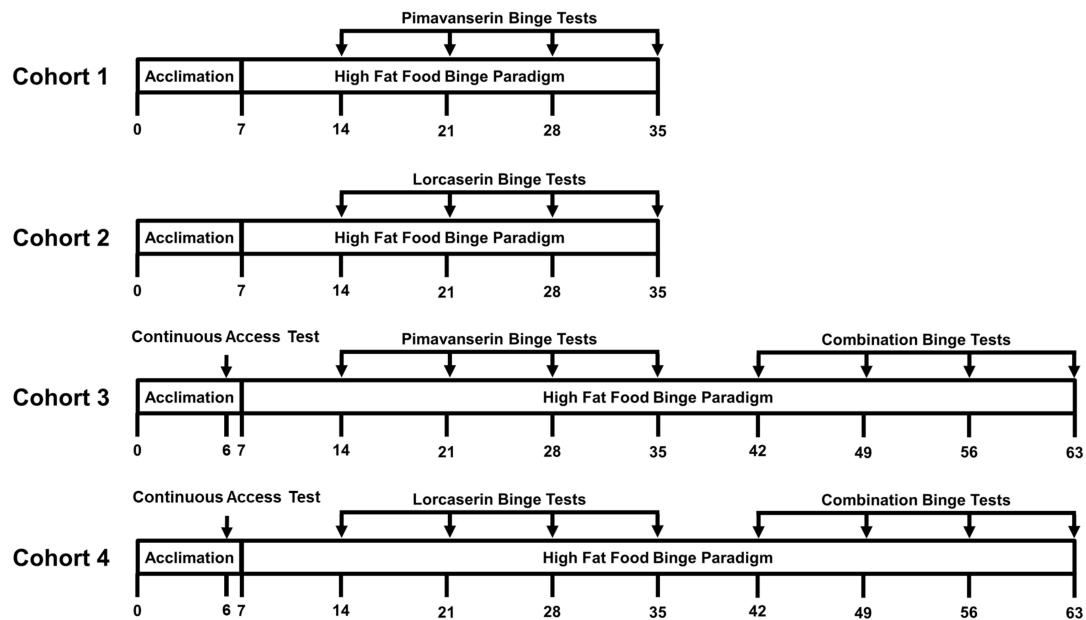 Pimavanserin Binge Tests
Cohort 1
Acclimation
High Fat Food Binge Paradigm
0 7 14 21 28 35
Lorcaserin Binge Tests
Cohort 2
Acclimation
High Fat Food Binge Paradigm
0 7 14 21 28 35
Continuous Access Test
Pimavanserin Binge Tests
Combination Binge Tests
Cohort 3
Acclimation
High Fat Food Binge Paradigm
0 6 7 14 21 28 35 42 49 56 63
Continuous Access Test
Lorcaserin Binge Tests
Combination Binge Tests
Cohort 4
Acclimation
High Fat Food Binge Paradigm
0 6 7 14 21 28 35 42 49 56 63